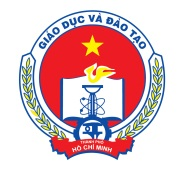 GIÁO DỤC VÀ ĐÀO TẠO
THÀNH PHỐ
HỒ CHÍ MINH